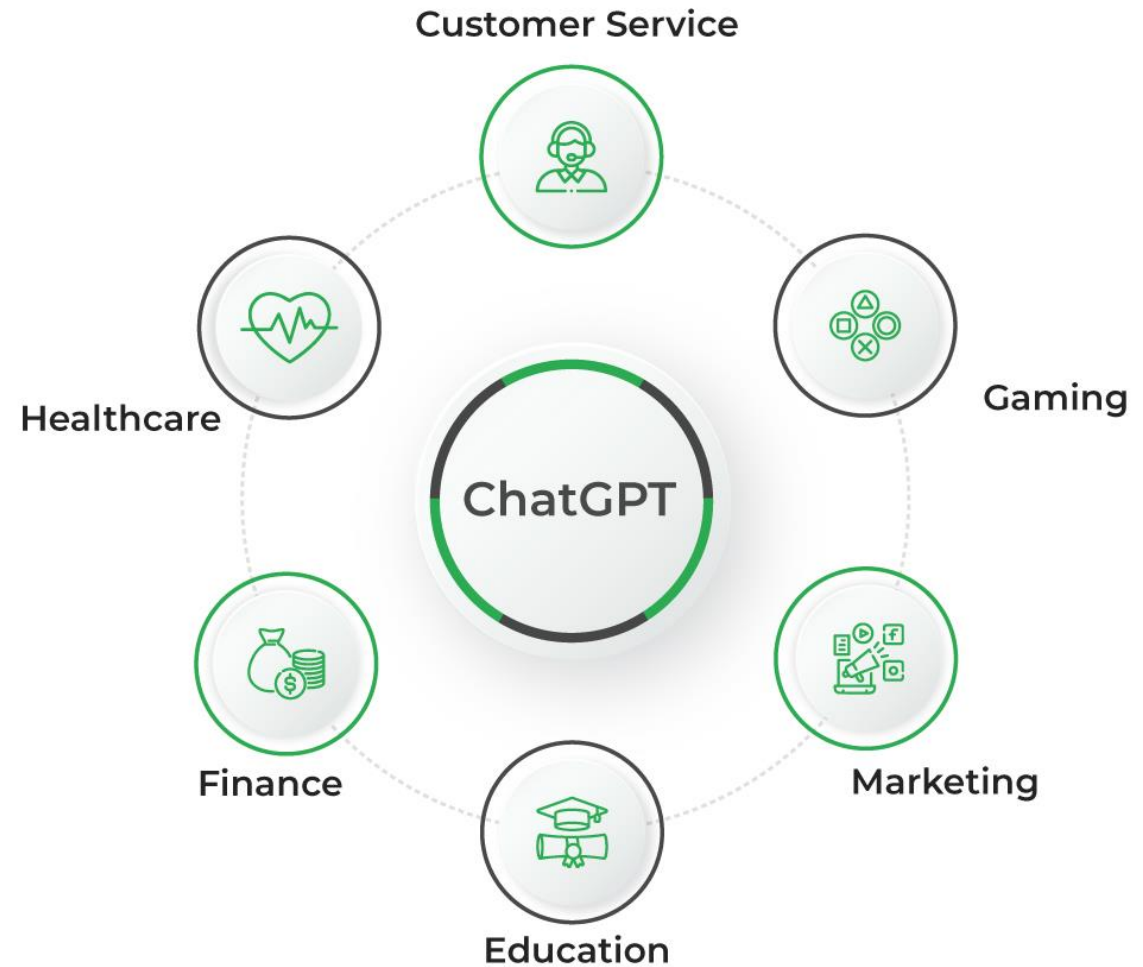 Customer Service
Healthcare
Gaming
ChatGPT
Finance
Marketing
Education